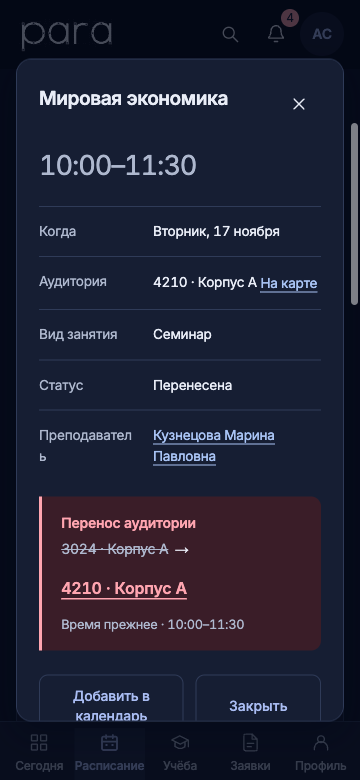 para
4
АС
Мировая экономика
10:00–11:30
Когда
Вторник, 17 ноября
Аудитория
4210 · Корпус А На карте
Вид занятия
Семинар
Статус
Перенесена
Преподавател
ь
Кузнецова Марина
Павловна
Перенос аудитории
3024 · Корпус А →
4210 · Корпус А
Время прежнее · 10:00–11:30
Добавить в
календарь
Закрыть
Сегодня
Расписание
Учёба
Заявки
Профиль